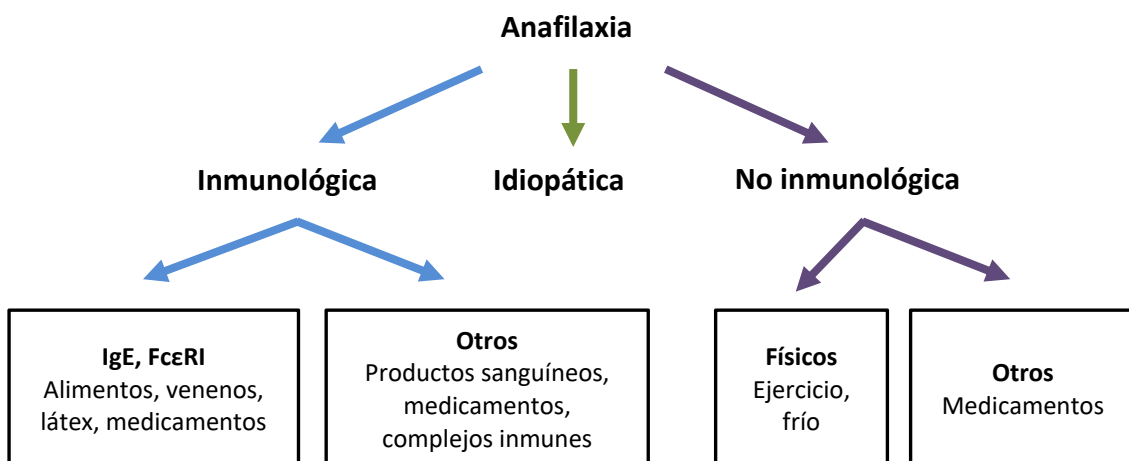 Anafilaxia
Inmunológica
Idiopática
No inmunológica
IgE, FcεRI
Alimentos, venenos,
látex, medicamentos
Otros
Productos sanguíneos,
medicamentos,
complejos inmunes
Físicos
Ejercicio,
frío
Otros
Medicamentos